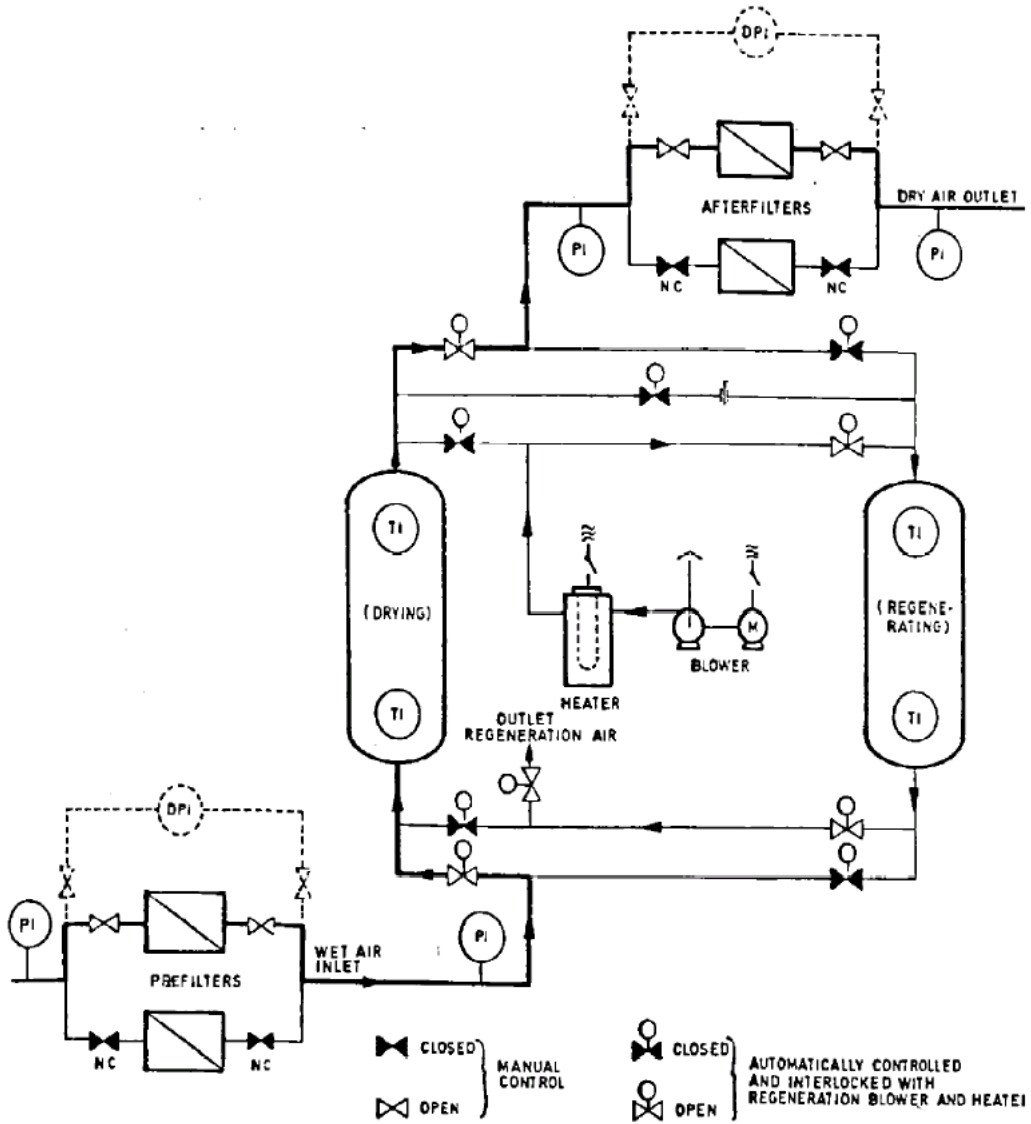 DPI
AFTERFILTERS
DRY AIR OUTLET
PI
PI
NC
NC
TI
TI
(DRYING)
(REGENE-
RATING)
M
BLOWER
HEATER
TI
TI
OUTLET
REGENERATION AIR
DPI
PI
PI
WET AIR
INLET
PREFILTERS
NC
NC
CLOSED
OPEN
MANUAL
CONTROL
CLOSED
OPEN
AUTOMATICALLY CONTROLLED
AND INTERLOCKED WITH
REGENERATION BLOWER AND HEATE